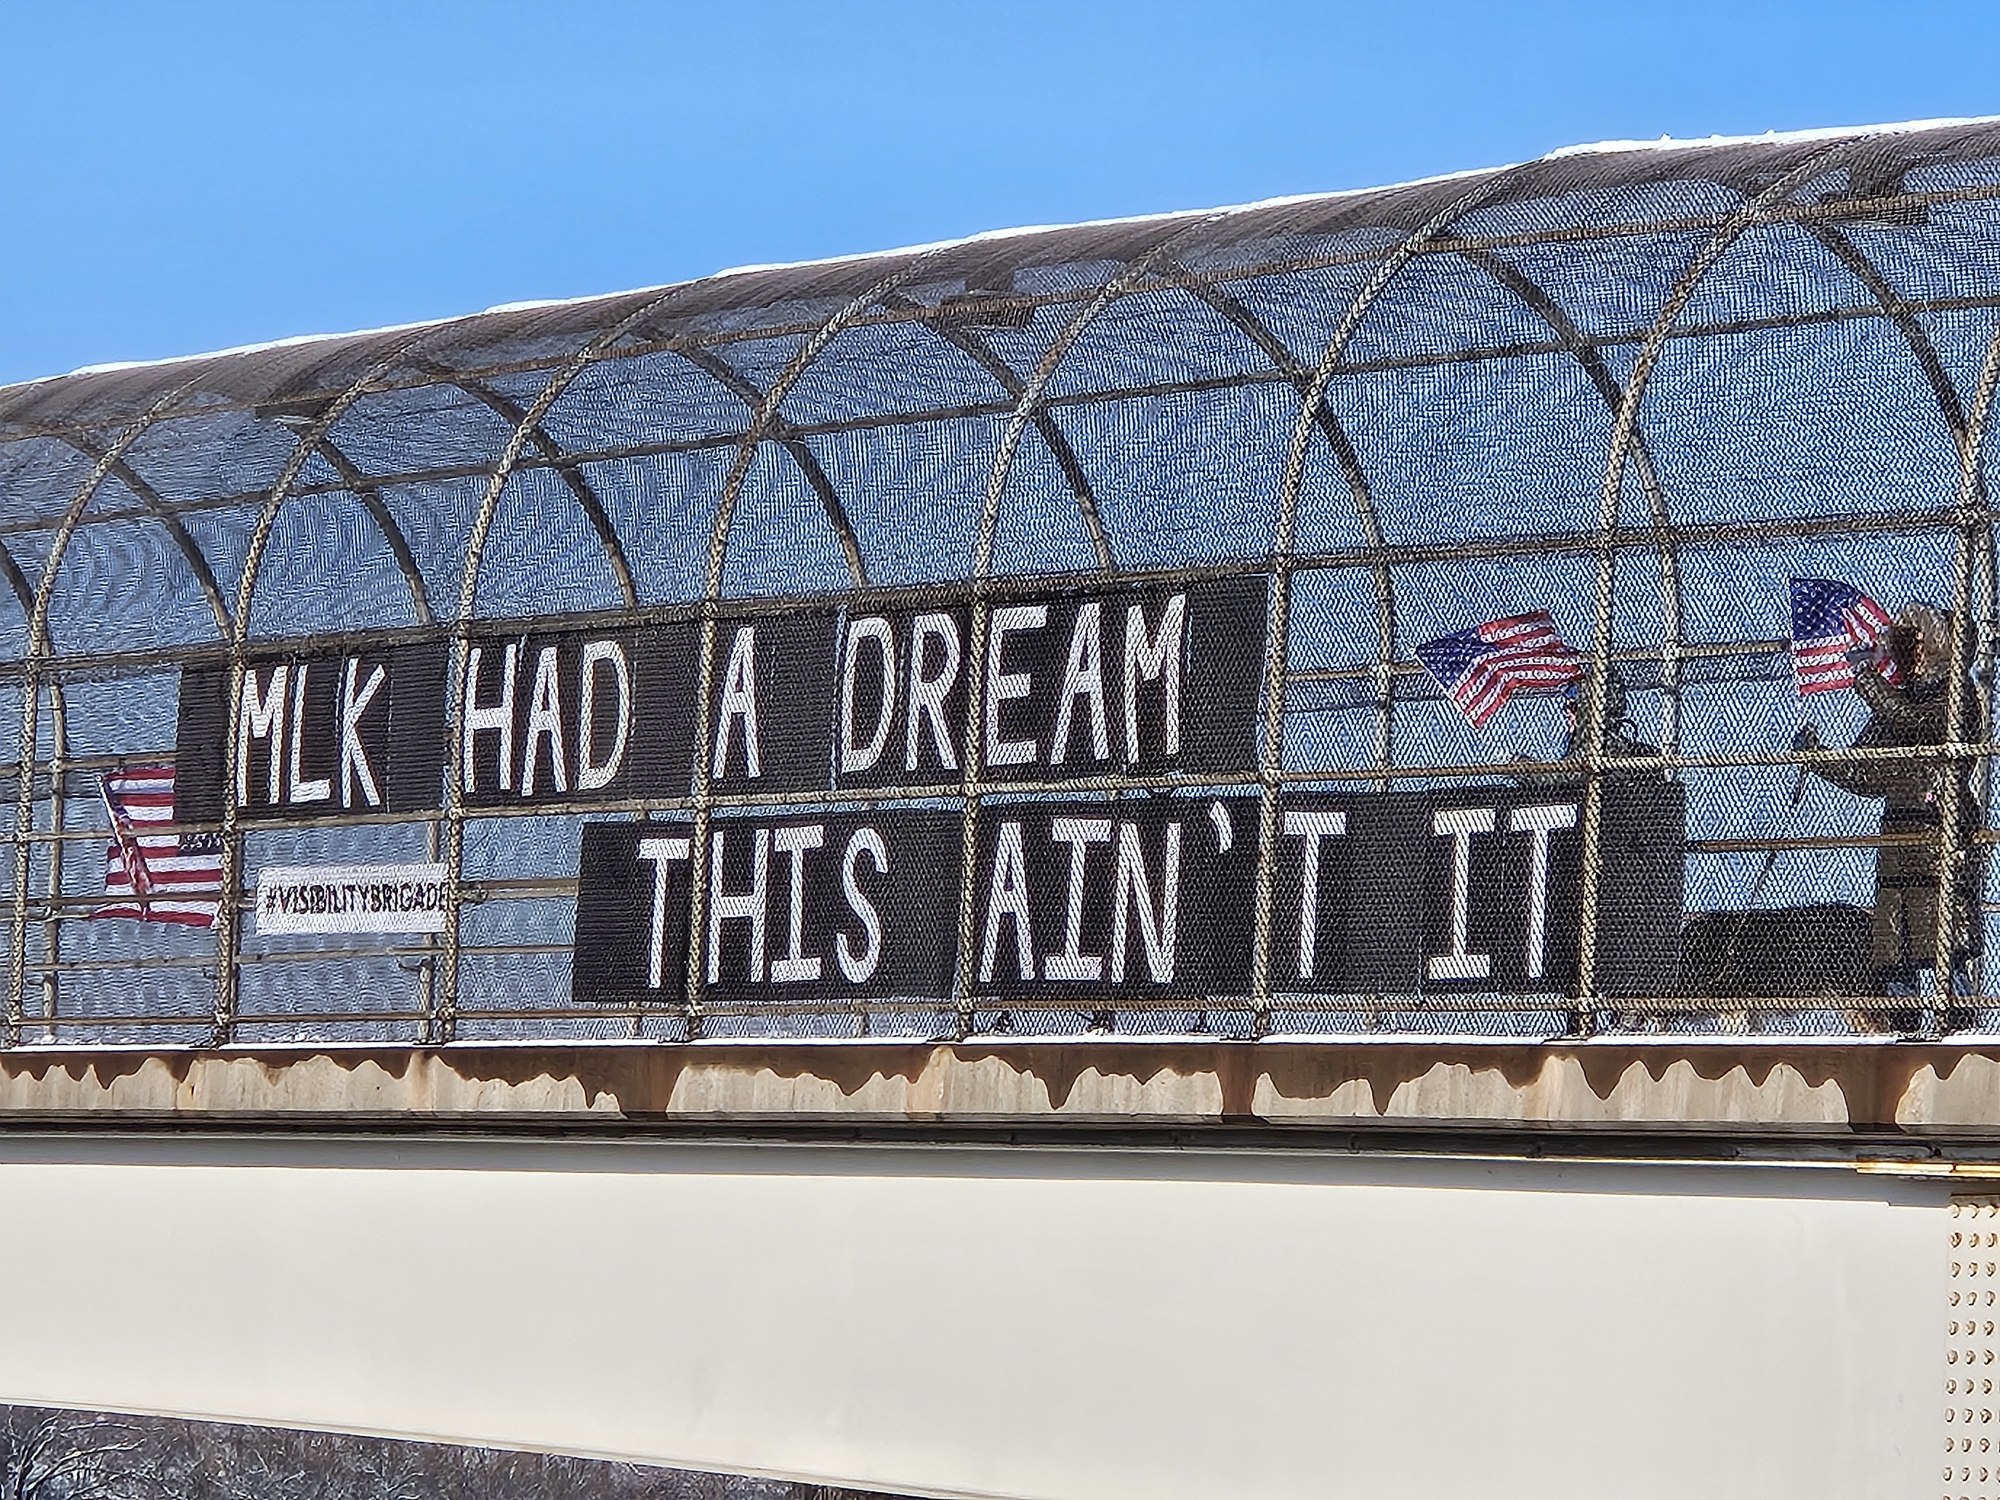 MLK HAD A DREAM
THIS AIN'T IT
#VISIBILITYBRIGADE